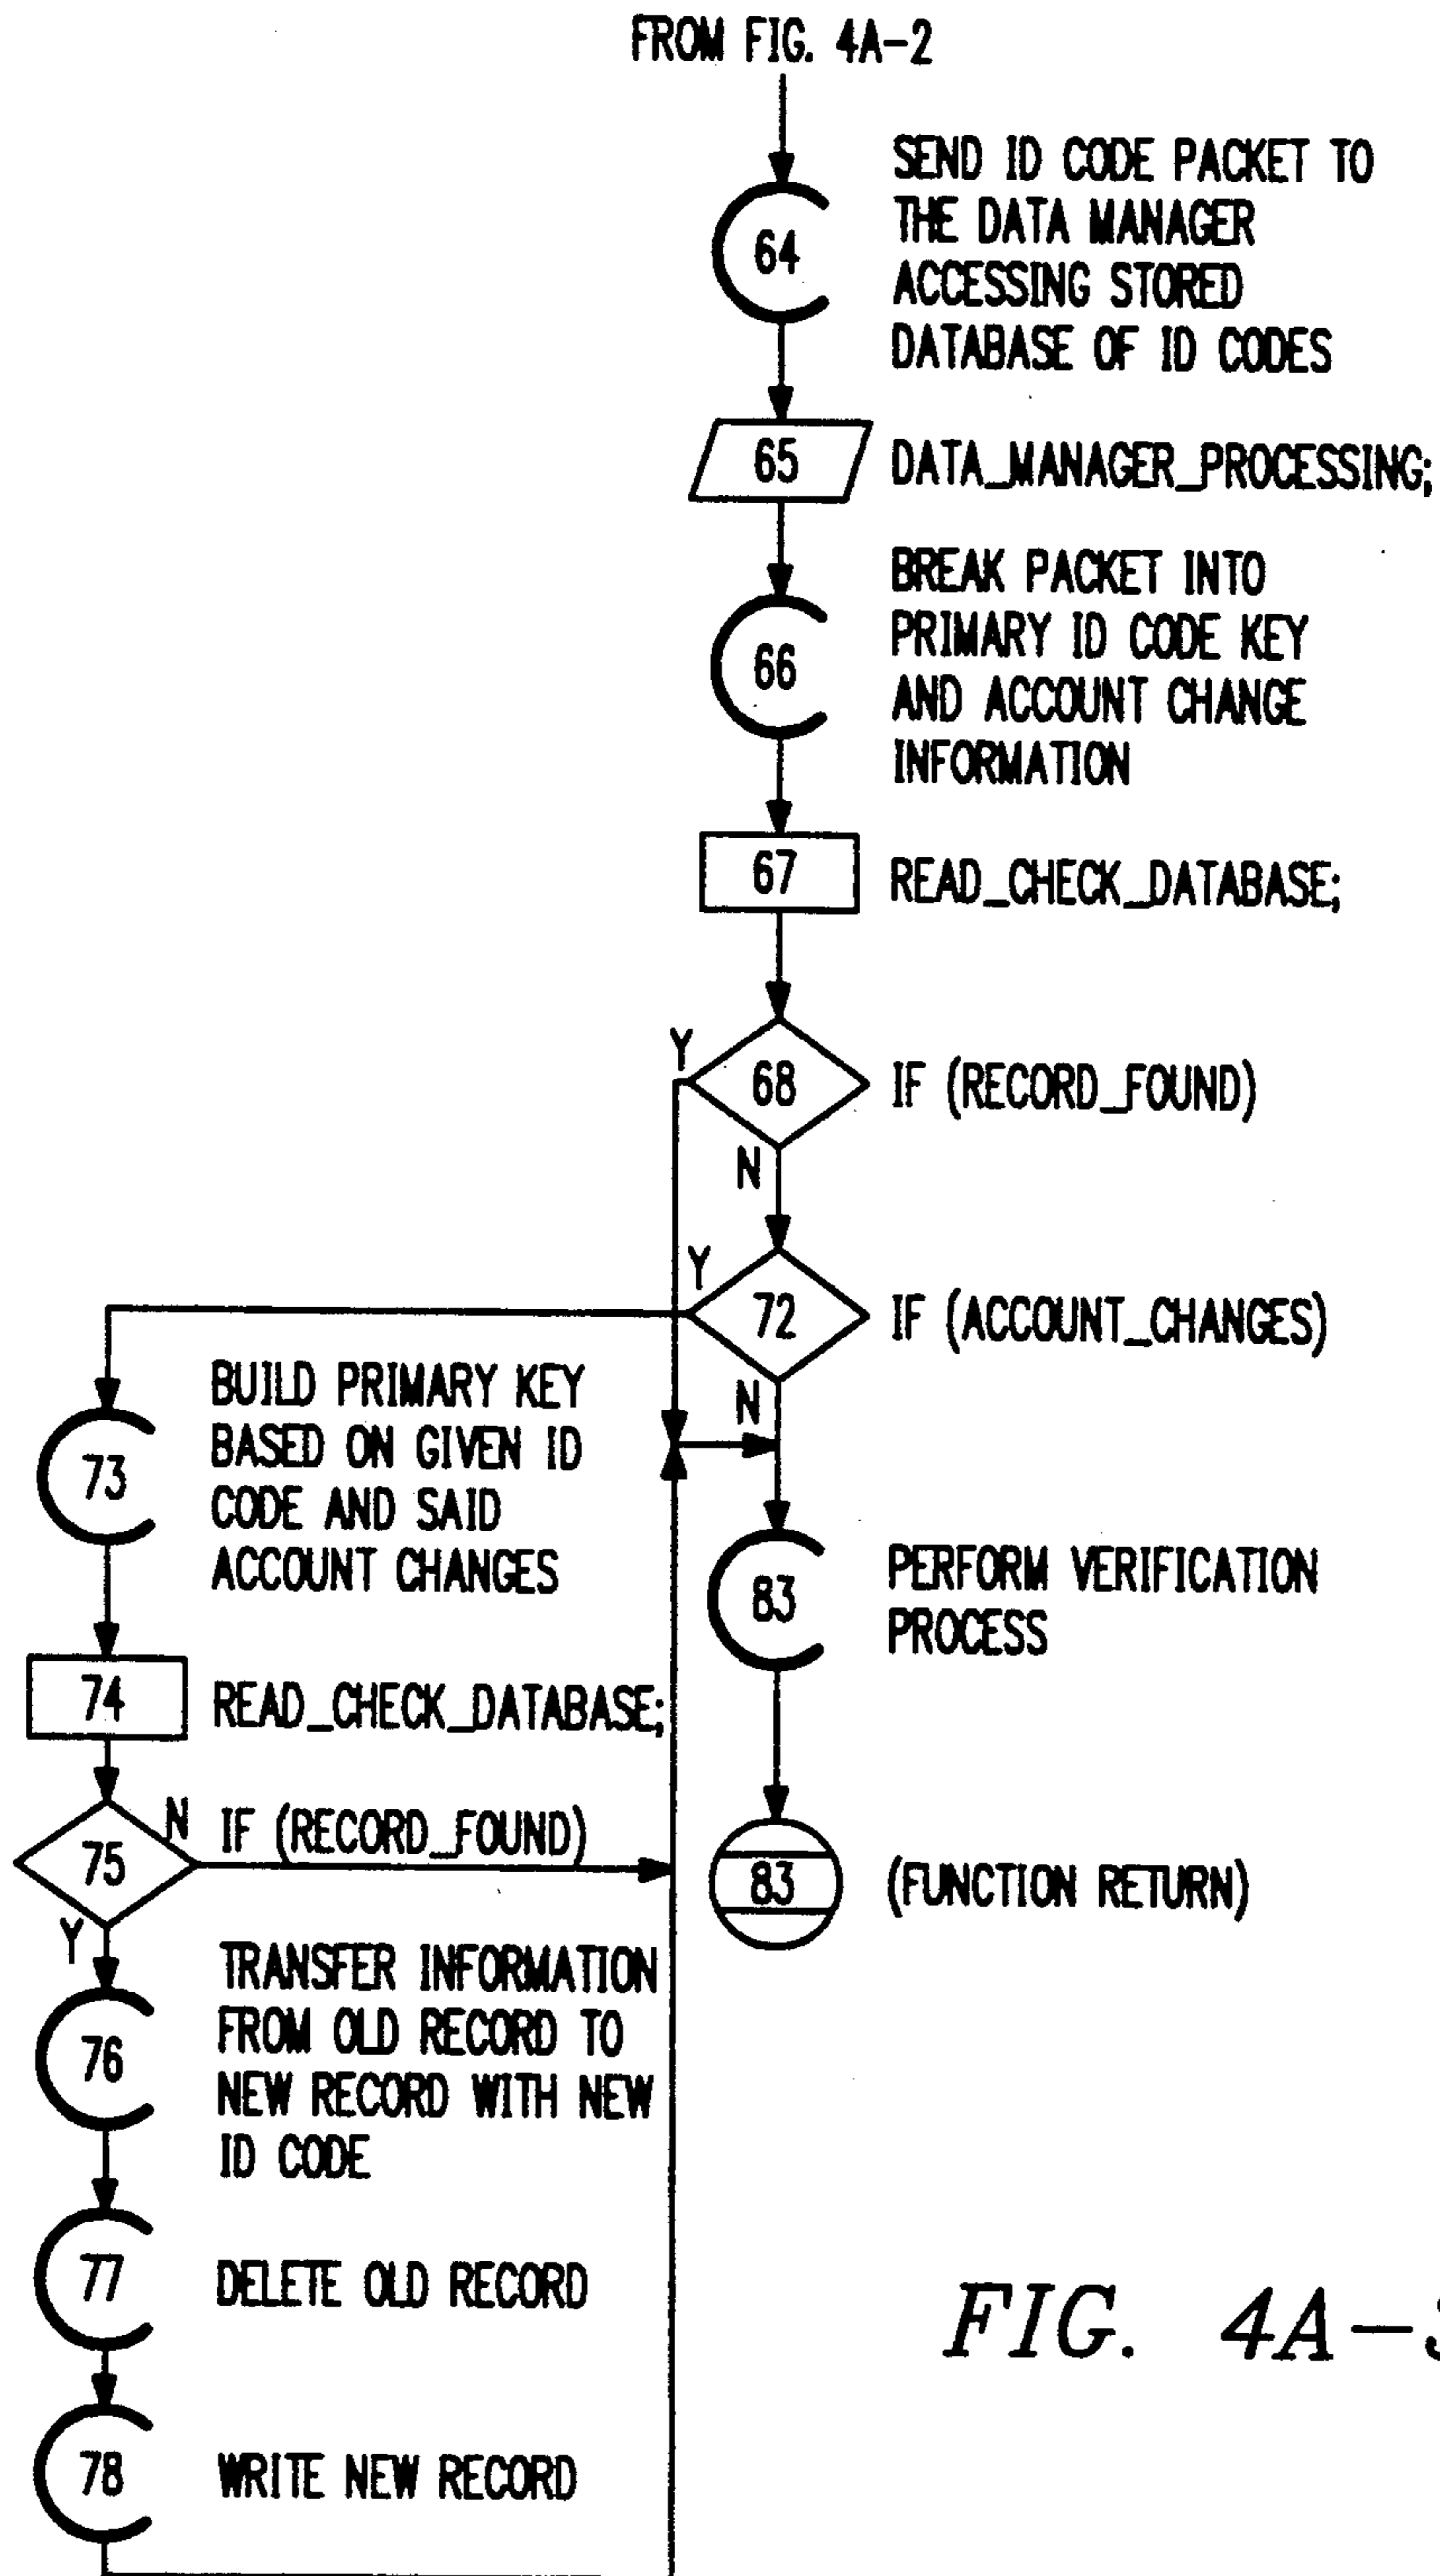 FROM FIG. 4A-2
64
SEND ID CODE PACKET TO
THE DATA MANAGER
ACCESSING STORED
DATABASE OF ID CODES
65
DATA_MANAGER_PROCESSING;
66
BREAK PACKET INTO
PRIMARY ID CODE KEY
AND ACCOUNT CHANGE
INFORMATION
67
READ_CHECK_DATABASE;
Y
68
IF (RECORD_FOUND)
N
Y
72
IF (ACCOUNT_CHANGES)
N
73
BUILD PRIMARY KEY
BASED ON GIVEN ID
CODE AND SAID
ACCOUNT CHANGES
83
PERFORM VERIFICATION
PROCESS
74
READ_CHECK_DATABASE;
75
N
IF (RECORD_FOUND)
Y
83
(FUNCTION RETURN)
76
TRANSFER INFORMATION
FROM OLD RECORD TO
NEW RECORD WITH NEW
ID CODE
77
DELETE OLD RECORD
78
WRITE NEW RECORD
FIG. 4A-3